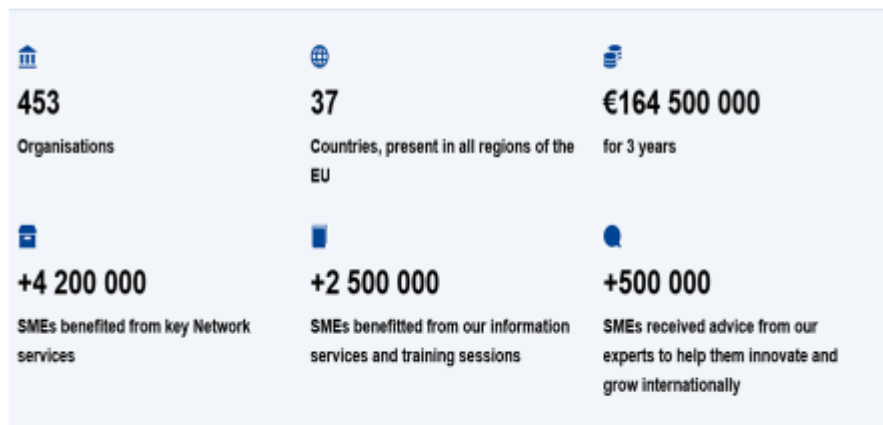 453
Organisations
37
Countries, present in all regions of the
EU
€164 500 000
for 3 years
+4 200 000
SMEs benefited from key Network
services
+2 500 000
SMEs benefitted from our information
services and training sessions
+500 000
SMEs received advice from our
experts to help them innovate and
grow internationally